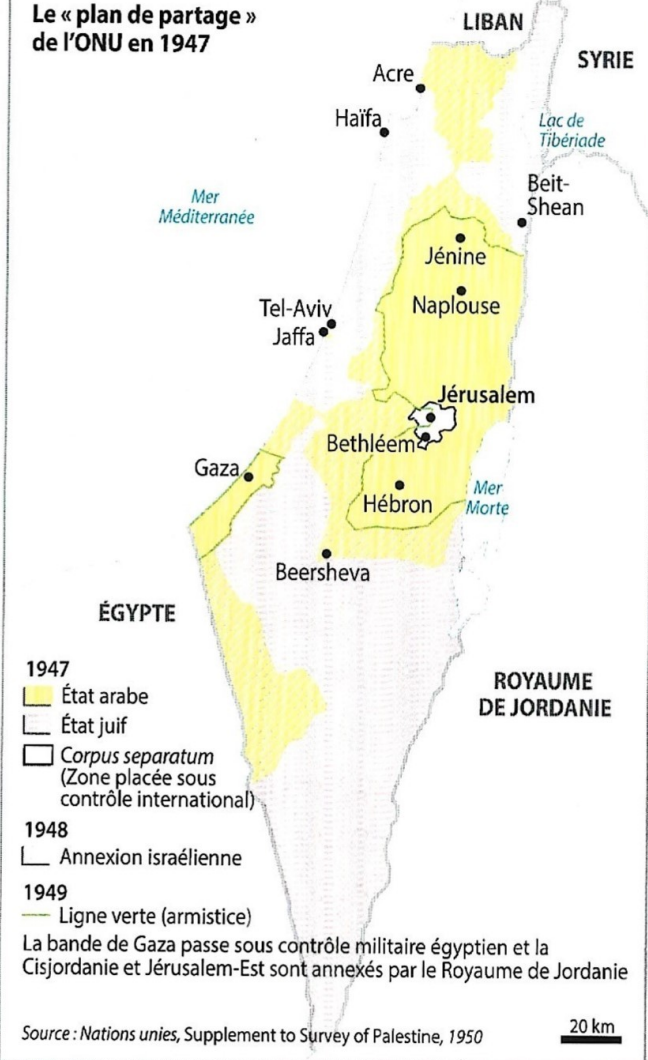 Le « plan de partage »
de l'ONU en 1947
LIBAN
SYRIE
Acre
Haïfa
Lac de
Tibériade
Mer
Méditerranée
Beit-
Shean
Jénine
Naplouse
Tel-Aviv
Jaffa
Jérusalem
Bethléem
Gaza
Hébron
Mer
Morte
Beersheva
ÉGYPTE
ROYAUME
DE JORDANIE
1947
État arabe
État juif
Corpus separatum
(Zone placée sous
contrôle international)
1948
Annexion israélienne
1949
Ligne verte (armistice)
La bande de Gaza passe sous contrôle militaire égyptien et la
Cisjordanie et Jérusalem-Est sont annexés par le Royaume de Jordanie
Source : Nations unies, Supplement to Survey of Palestine, 1950
20 km